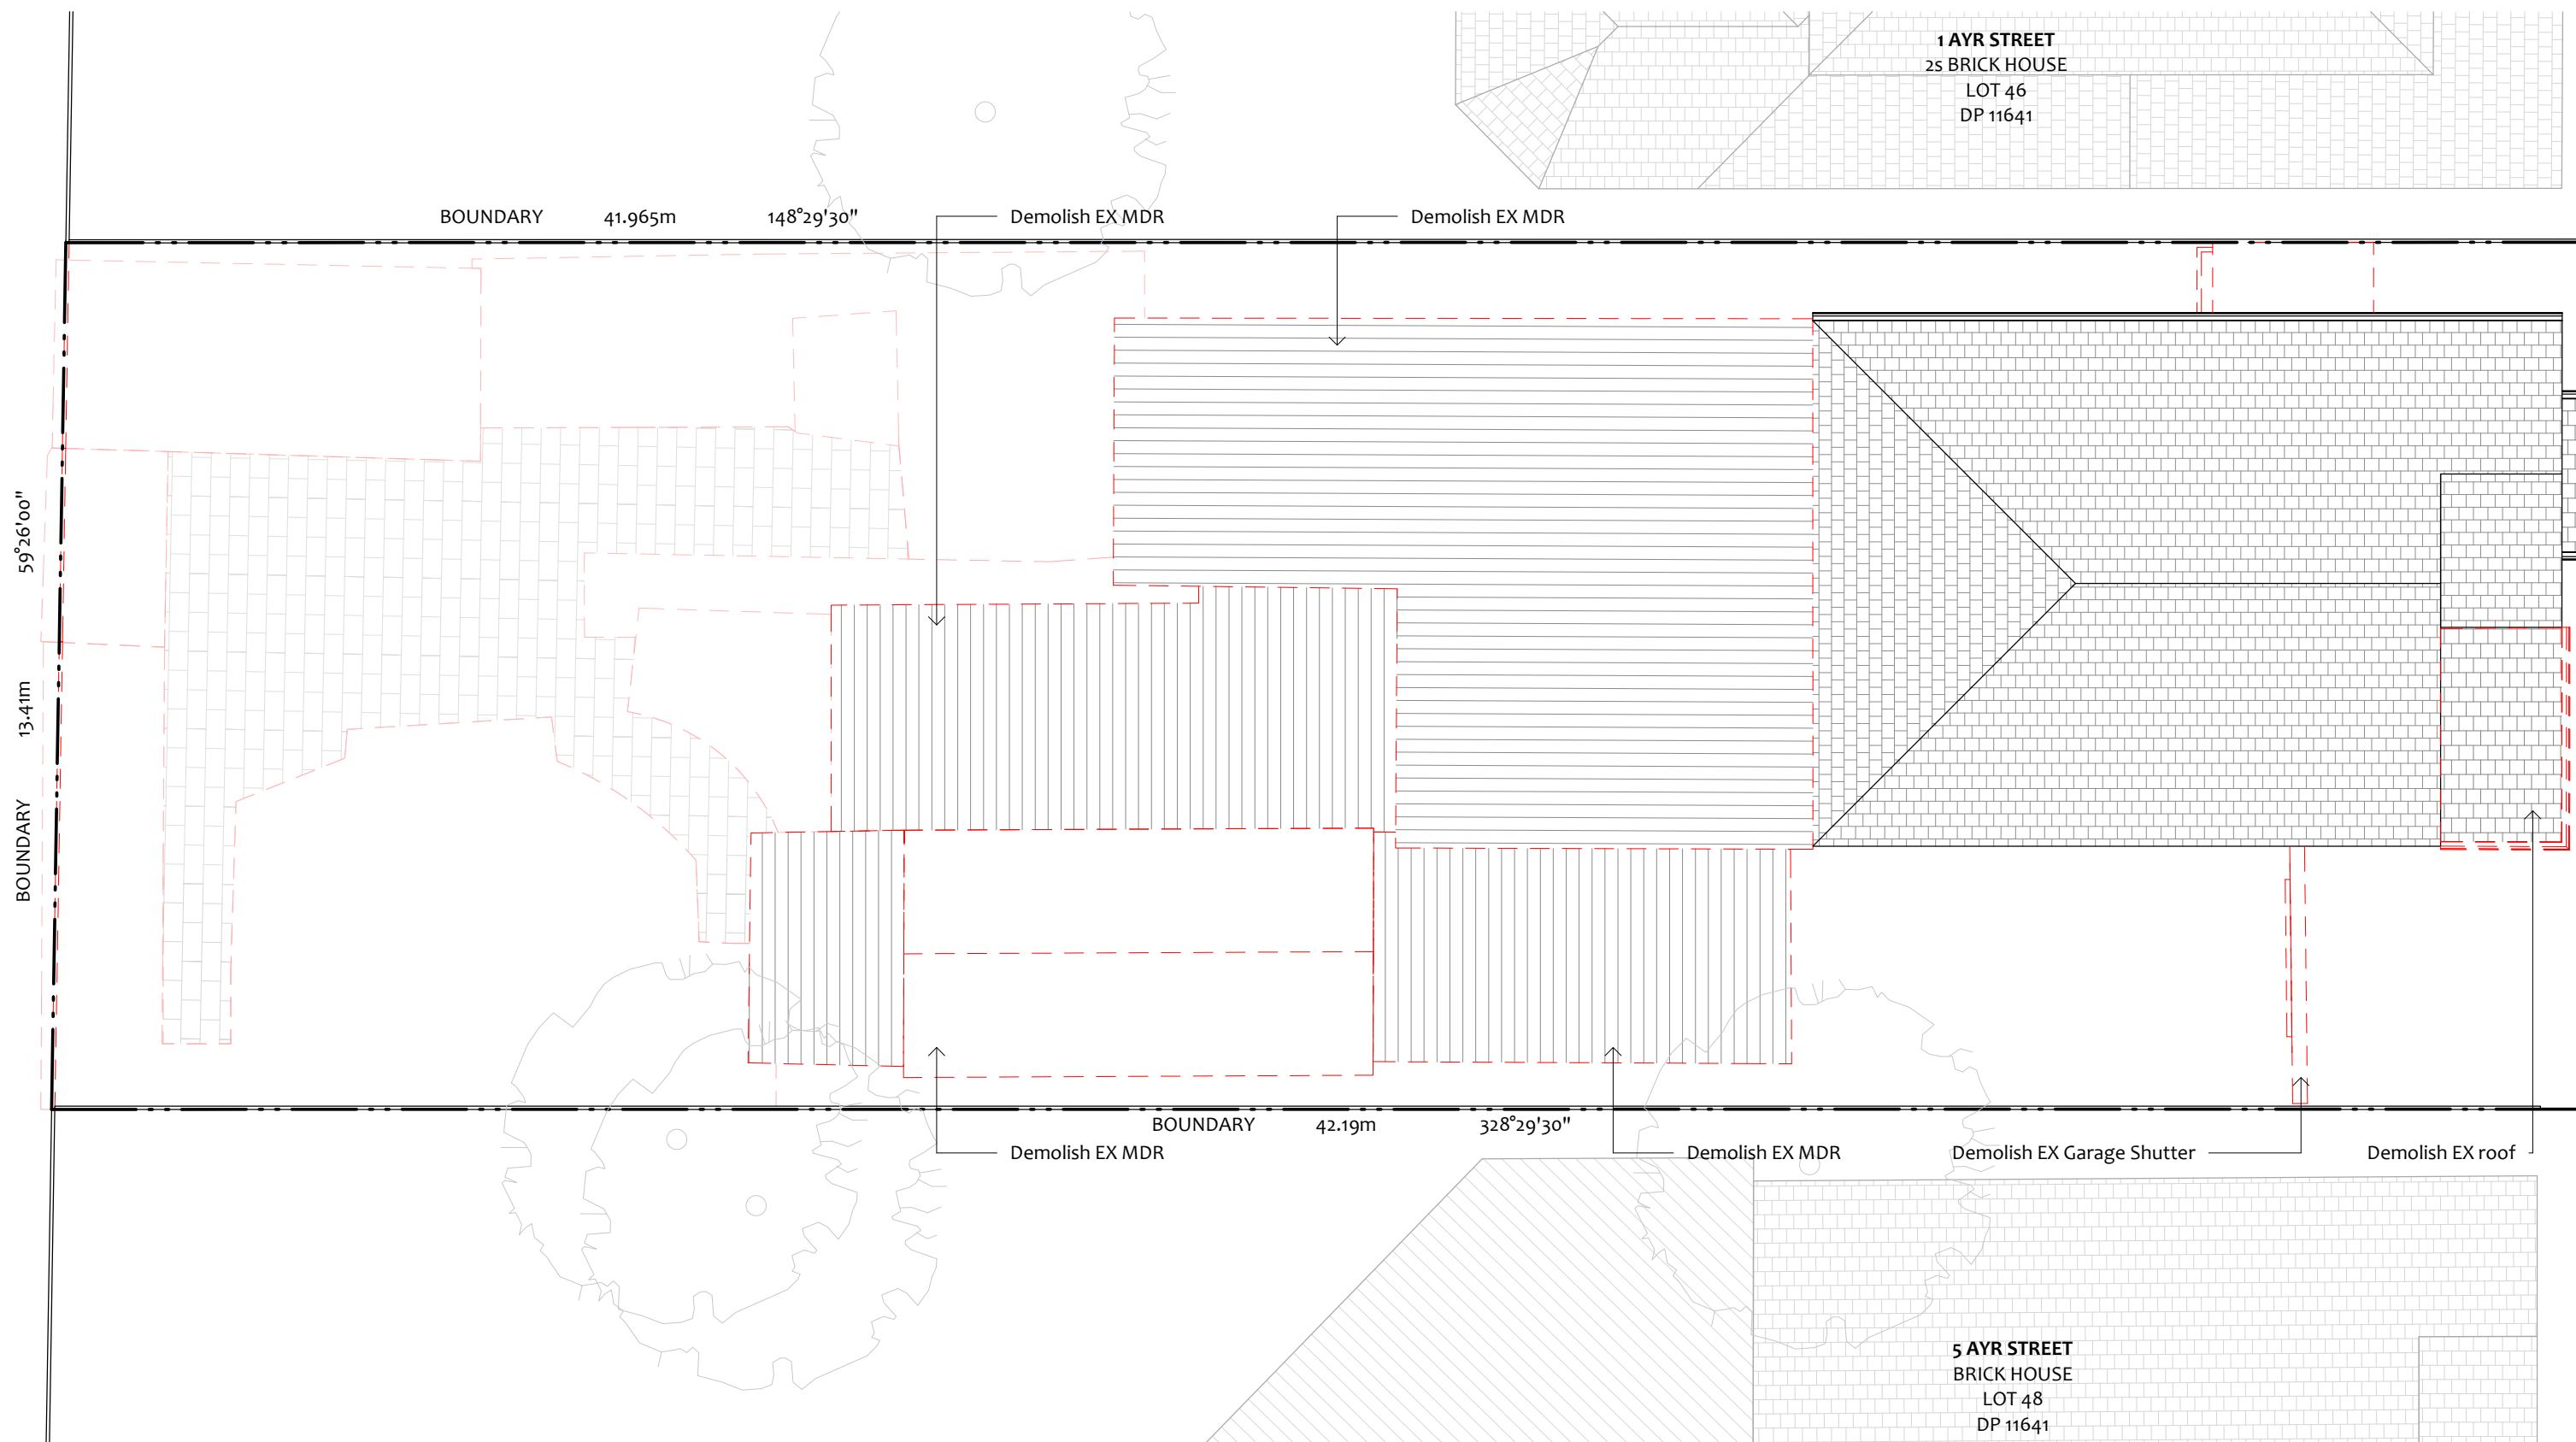 1 AYR STREET
2s BRICK HOUSE
LOT 46
DP 11641
BOUNDARY 41.965m 148°29'30"
Demolish EX MDR
Demolish EX MDR
59°26'00"
13.41m
BOUNDARY
BOUNDARY 42.19m 328°29'30"
Demolish EX MDR
Demolish EX MDR
Demolish EX Garage Shutter
Demolish EX roof
5 AYR STREET
BRICK HOUSE
LOT 48
DP 11641